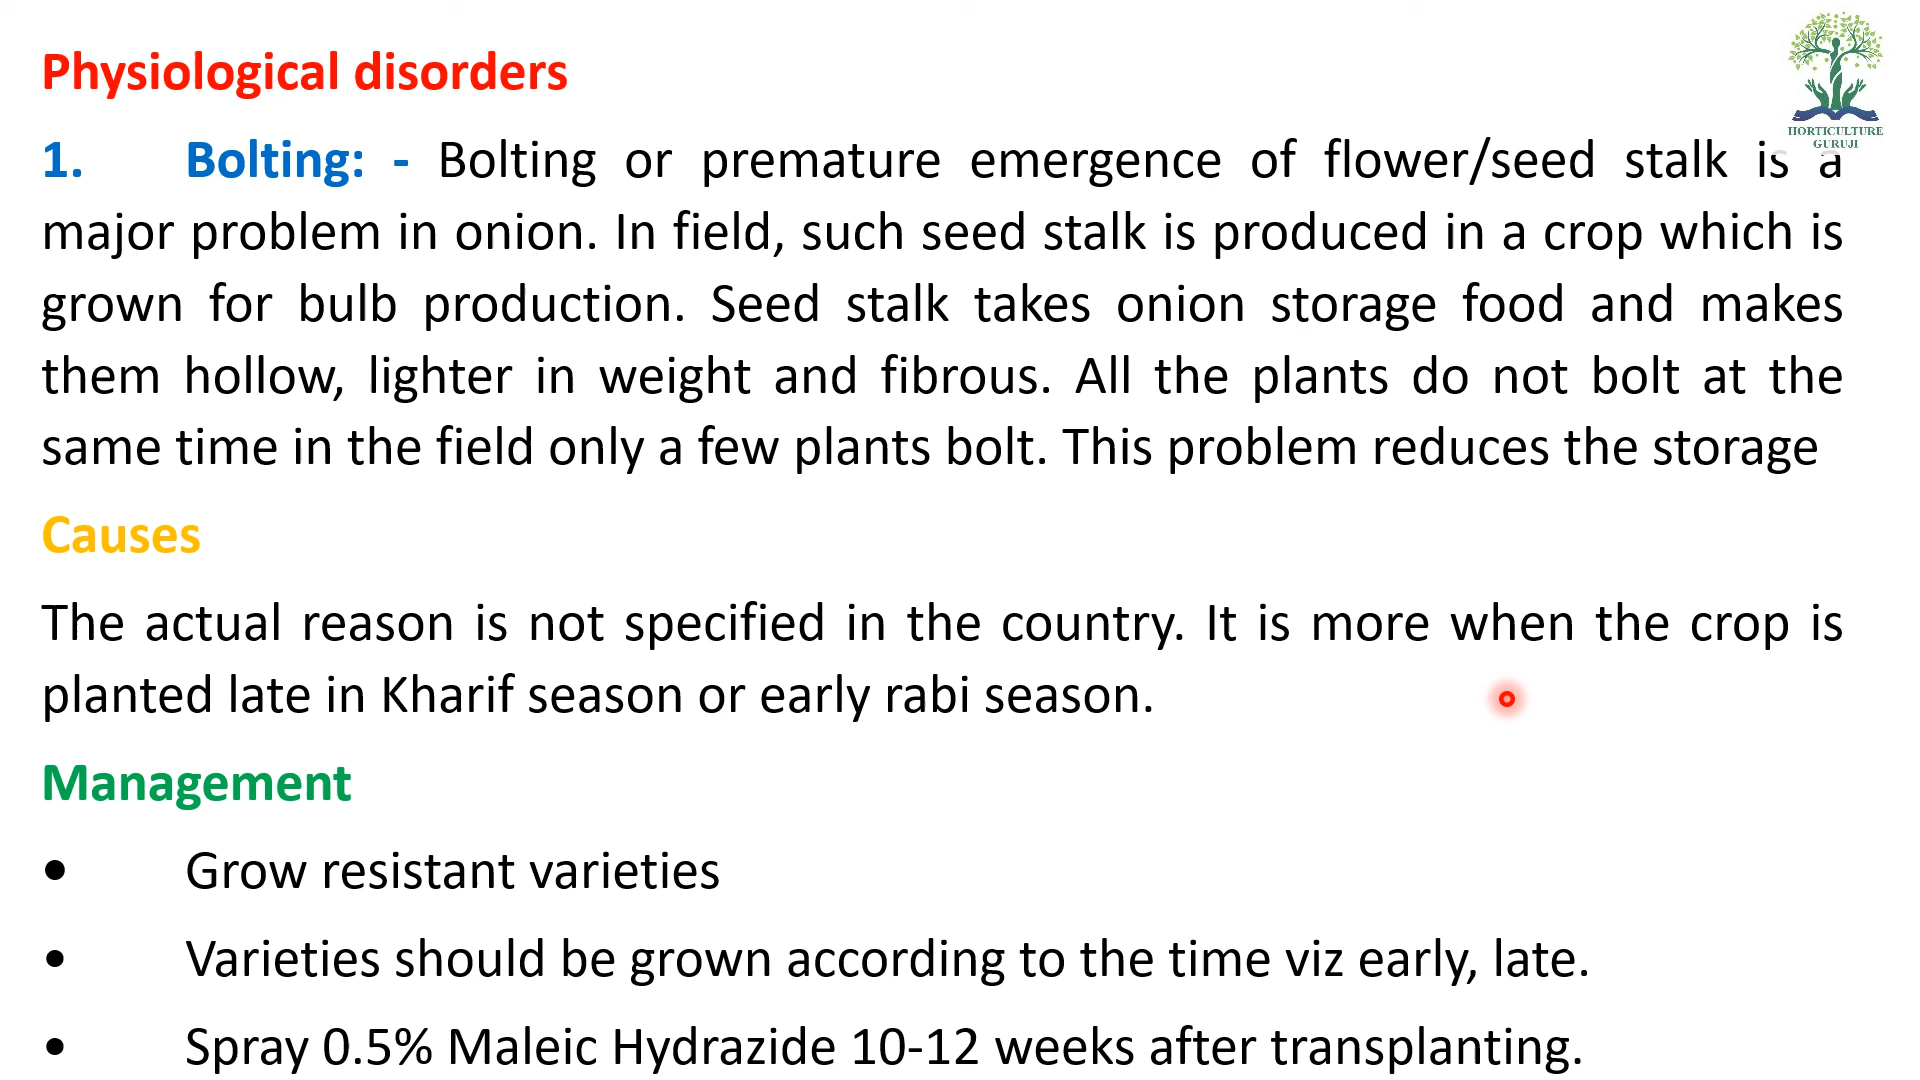 Physiological disorders
HORTICULTURE
GURUJI
1. Bolting: - Bolting or premature emergence of flower/seed stalk is a
major problem in onion. In field, such seed stalk is produced in a crop which is
grown for bulb production. Seed stalk takes onion storage food and makes
them hollow, lighter in weight and fibrous. All the plants do not bolt at the
same time in the field only a few plants bolt. This problem reduces the storage
Causes
The actual reason is not specified in the country. It is more when the crop is
planted late in Kharif season or early rabi season.
Management
• Grow resistant varieties
• Varieties should be grown according to the time viz early, late.
• Spray 0.5% Maleic Hydrazide 10-12 weeks after transplanting.